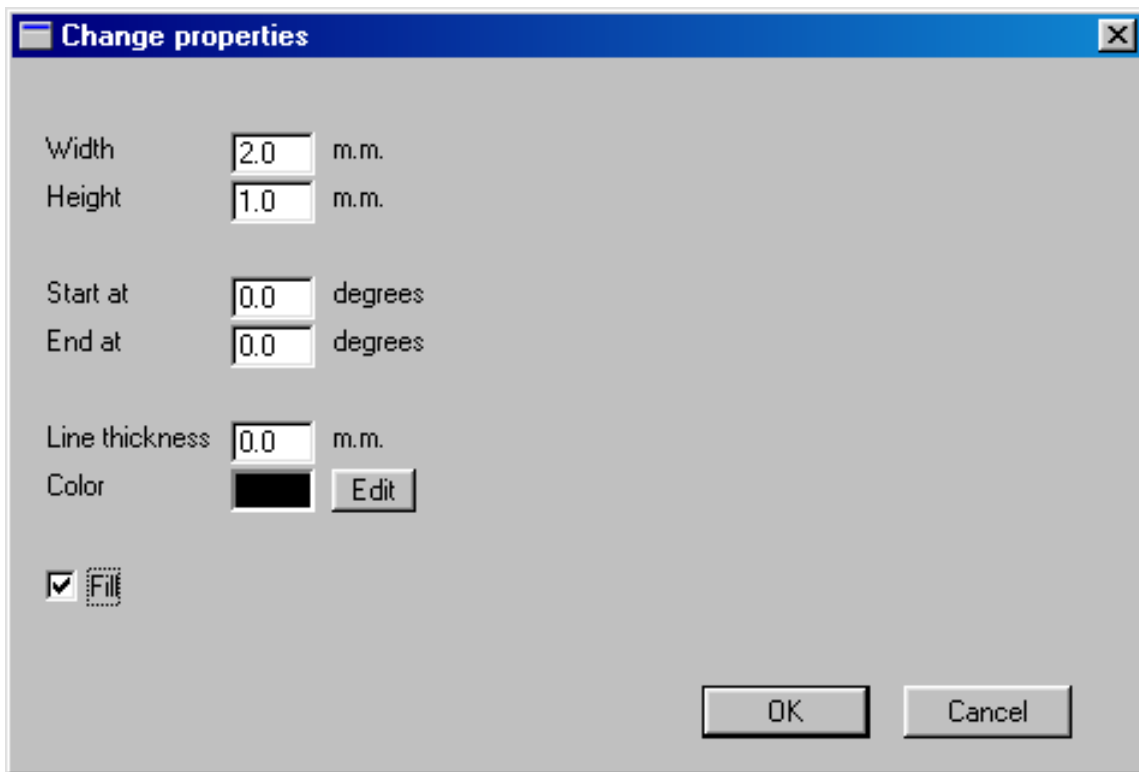 Change properties
Width 2.0 m.m.
Height 1.0 m.m.
Start at 0.0 degrees
End at 0.0 degrees
Line thickness 0.0 m.m.
Color Edit
Fill
OK Cancel